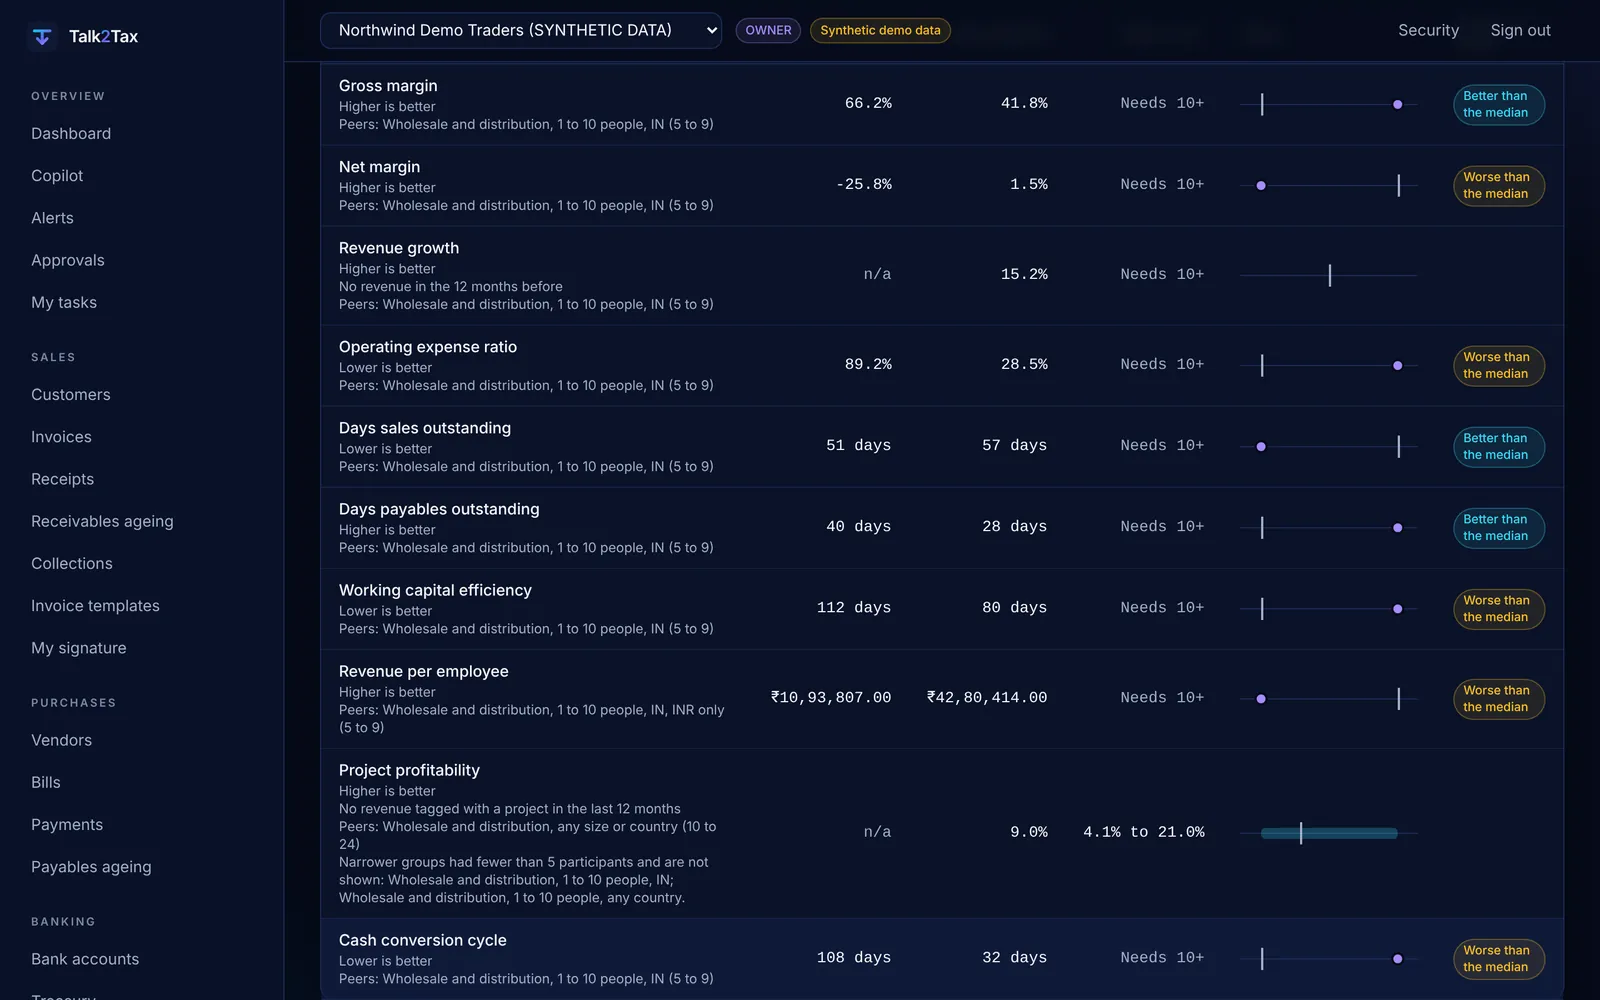 Talk2Tax
Northwind Demo Traders (SYNTHETIC DATA)
OWNER
Synthetic demo data
Security
Sign out
OVERVIEW
Dashboard
Copilot
Alerts
Approvals
My tasks
SALES
Customers
Invoices
Receipts
Receivables ageing
Collections
Invoice templates
My signature
PURCHASES
Vendors
Bills
Payments
Payables ageing
BANKING
Bank accounts
Treasury
Gross margin
Higher is better
Peers: Wholesale and distribution, 1 to 10 people, IN (5 to 9)
66.2%
41.8%
Needs 10+
Better than
the median
Net margin
Higher is better
Peers: Wholesale and distribution, 1 to 10 people, IN (5 to 9)
-25.8%
1.5%
Needs 10+
Worse than
the median
Revenue growth
Higher is better
No revenue in the 12 months before
Peers: Wholesale and distribution, 1 to 10 people, IN (5 to 9)
n/a
15.2%
Needs 10+
Operating expense ratio
Lower is better
Peers: Wholesale and distribution, 1 to 10 people, IN (5 to 9)
89.2%
28.5%
Needs 10+
Worse than
the median
Days sales outstanding
Lower is better
Peers: Wholesale and distribution, 1 to 10 people, IN (5 to 9)
51 days
57 days
Needs 10+
Better than
the median
Days payables outstanding
Higher is better
Peers: Wholesale and distribution, 1 to 10 people, IN (5 to 9)
40 days
28 days
Needs 10+
Better than
the median
Working capital efficiency
Lower is better
Peers: Wholesale and distribution, 1 to 10 people, IN (5 to 9)
112 days
80 days
Needs 10+
Worse than
the median
Revenue per employee
Higher is better
Peers: Wholesale and distribution, 1 to 10 people, IN, INR only
(5 to 9)
₹10,93,807.00
₹42,80,414.00
Needs 10+
Worse than
the median
Project profitability
Higher is better
No revenue tagged with a project in the last 12 months
Peers: Wholesale and distribution, any size or country (10 to
24)
Narrower groups had fewer than 5 participants and are not
shown: Wholesale and distribution, 1 to 10 people, IN;
Wholesale and distribution, 1 to 10 people, any country.
n/a
9.0%
4.1% to 21.0%
Cash conversion cycle
Lower is better
Peers: Wholesale and distribution, 1 to 10 people, IN (5 to 9)
108 days
32 days
Needs 10+
Worse than
the median